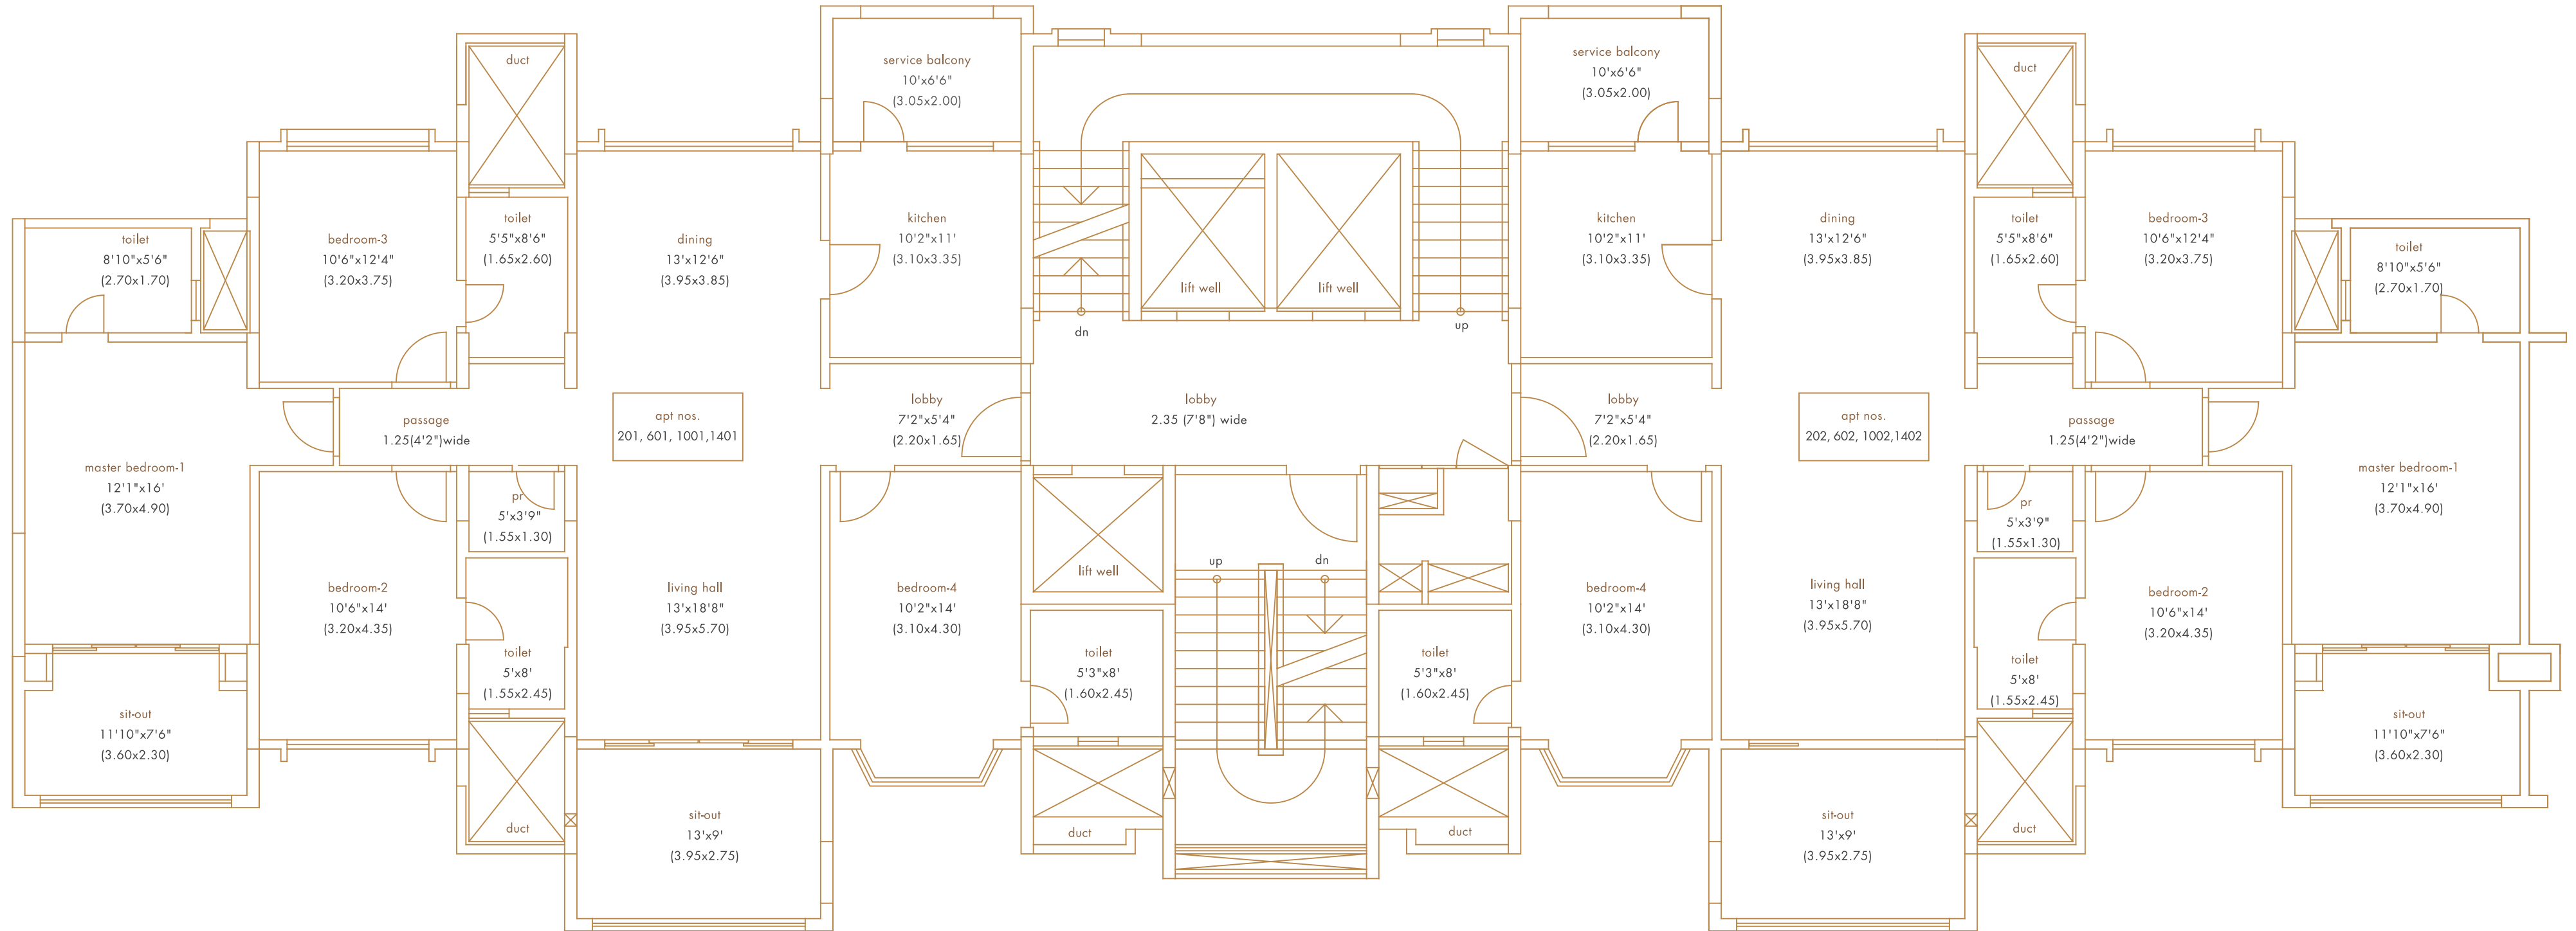 duct
service balcony
10'x6'6"
(3.05x2.00)
service balcony
10'x6'6"
(3.05x2.00)
duct
toilet
8'10"x5'6"
(2.70x1.70)
bedroom-3
10'6"x12'4"
(3.20x3.75)
toilet
5'5"x8'6"
(1.65x2.60)
dining
13'x12'6"
(3.95x3.85)
kitchen
10'2"x11'
(3.10x3.35)
lift well
lift well
dn
up
kitchen
10'2"x11'
(3.10x3.35)
dining
13'x12'6"
(3.95x3.85)
toilet
5'5"x8'6"
(1.65x2.60)
bedroom-3
10'6"x12'4"
(3.20x3.75)
toilet
8'10"x5'6"
(2.70x1.70)
passage
1.25(4'2")wide
apt nos.
201, 601, 1001,1401
lobby
7'2"x5'4"
(2.20x1.65)
lobby
2.35 (7'8") wide
lobby
7'2"x5'4"
(2.20x1.65)
apt nos.
202, 602, 1002,1402
passage
1.25(4'2")wide
master bedroom-1
12'1"x16'
(3.70x4.90)
pr
5'x3'9"
(1.55x1.30)
pr
5'x3'9"
(1.55x1.30)
master bedroom-1
12'1"x16'
(3.70x4.90)
bedroom-2
10'6"x14'
(3.20x4.35)
toilet
5'x8'
(1.55x2.45)
living hall
13'x18'8"
(3.95x5.70)
bedroom-4
10'2"x14'
(3.10x4.30)
lift well
up
dn
toilet
5'3"x8'
(1.60x2.45)
toilet
5'3"x8'
(1.60x2.45)
bedroom-4
10'2"x14'
(3.10x4.30)
living hall
13'x18'8"
(3.95x5.70)
toilet
5'x8'
(1.55x2.45)
bedroom-2
10'6"x14'
(3.20x4.35)
sit-out
11'10"x7'6"
(3.60x2.30)
duct
sit-out
13'x9'
(3.95x2.75)
duct
duct
sit-out
13'x9'
(3.95x2.75)
duct
sit-out
11'10"x7'6"
(3.60x2.30)